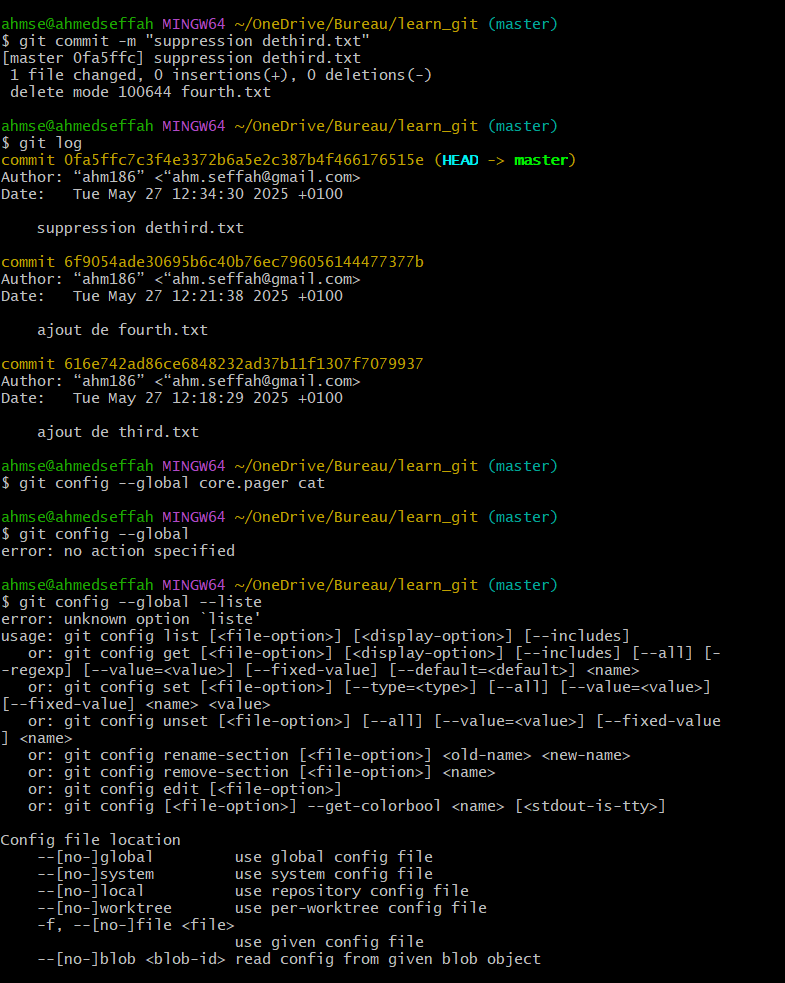 ahmse@ahmedseffah MINGW64 ~/OneDrive/Bureau/learn_git (master)
$ git commit -m "suppression dethird.txt"
[master 0fa5ffc] suppression dethird.txt
 1 file changed, 0 insertions(+), 0 deletions(-)
 delete mode 100644 fourth.txt

ahmse@ahmedseffah MINGW64 ~/OneDrive/Bureau/learn_git (master)
$ git log
commit 0fa5ffc7c3f4e3372b6a5e2c387b4f466176515e (HEAD -> master)
Author: “ahm186” <“ahm.seffah@gmail.com>
Date:   Tue May 27 12:34:30 2025 +0100

    suppression dethird.txt

commit 6f9054ade30695b6c40b76ec796056144477377b
Author: “ahm186” <“ahm.seffah@gmail.com>
Date:   Tue May 27 12:21:38 2025 +0100

    ajout de fourth.txt

commit 616e742ad86ce6848232ad37b11f1307f7079937
Author: “ahm186” <“ahm.seffah@gmail.com>
Date:   Tue May 27 12:18:29 2025 +0100

    ajout de third.txt

ahmse@ahmedseffah MINGW64 ~/OneDrive/Bureau/learn_git (master)
$ git config --global core.pager cat

ahmse@ahmedseffah MINGW64 ~/OneDrive/Bureau/learn_git (master)
$ git config --global
error: no action specified

ahmse@ahmedseffah MINGW64 ~/OneDrive/Bureau/learn_git (master)
$ git config --global --liste
error: unknown option `liste'
usage: git config list [<file-option>] [<display-option>] [--includes]
   or: git config get [<file-option>] [<display-option>] [--includes] [--all] [-
-regexp] [--value=<value>] [--fixed-value] [--default=<default>] <name>
   or: git config set [<file-option>] [--type=<type>] [--all] [--value=<value>]
[--fixed-value] <name> <value>
   or: git config unset [<file-option>] [--all] [--value=<value>] [--fixed-value
] <name>
   or: git config rename-section [<file-option>] <old-name> <new-name>
   or: git config remove-section [<file-option>] <name>
   or: git config edit [<file-option>]
   or: git config [<file-option>] --get-colorbool <name> [<stdout-is-tty>]

Config file location
    --[no-]global         use global config file
    --[no-]system         use system config file
    --[no-]local          use repository config file
    --[no-]worktree       use per-worktree config file
    -f, --[no-]file <file>
                          use given config file
    --[no-]blob <blob-id> read config from given blob object